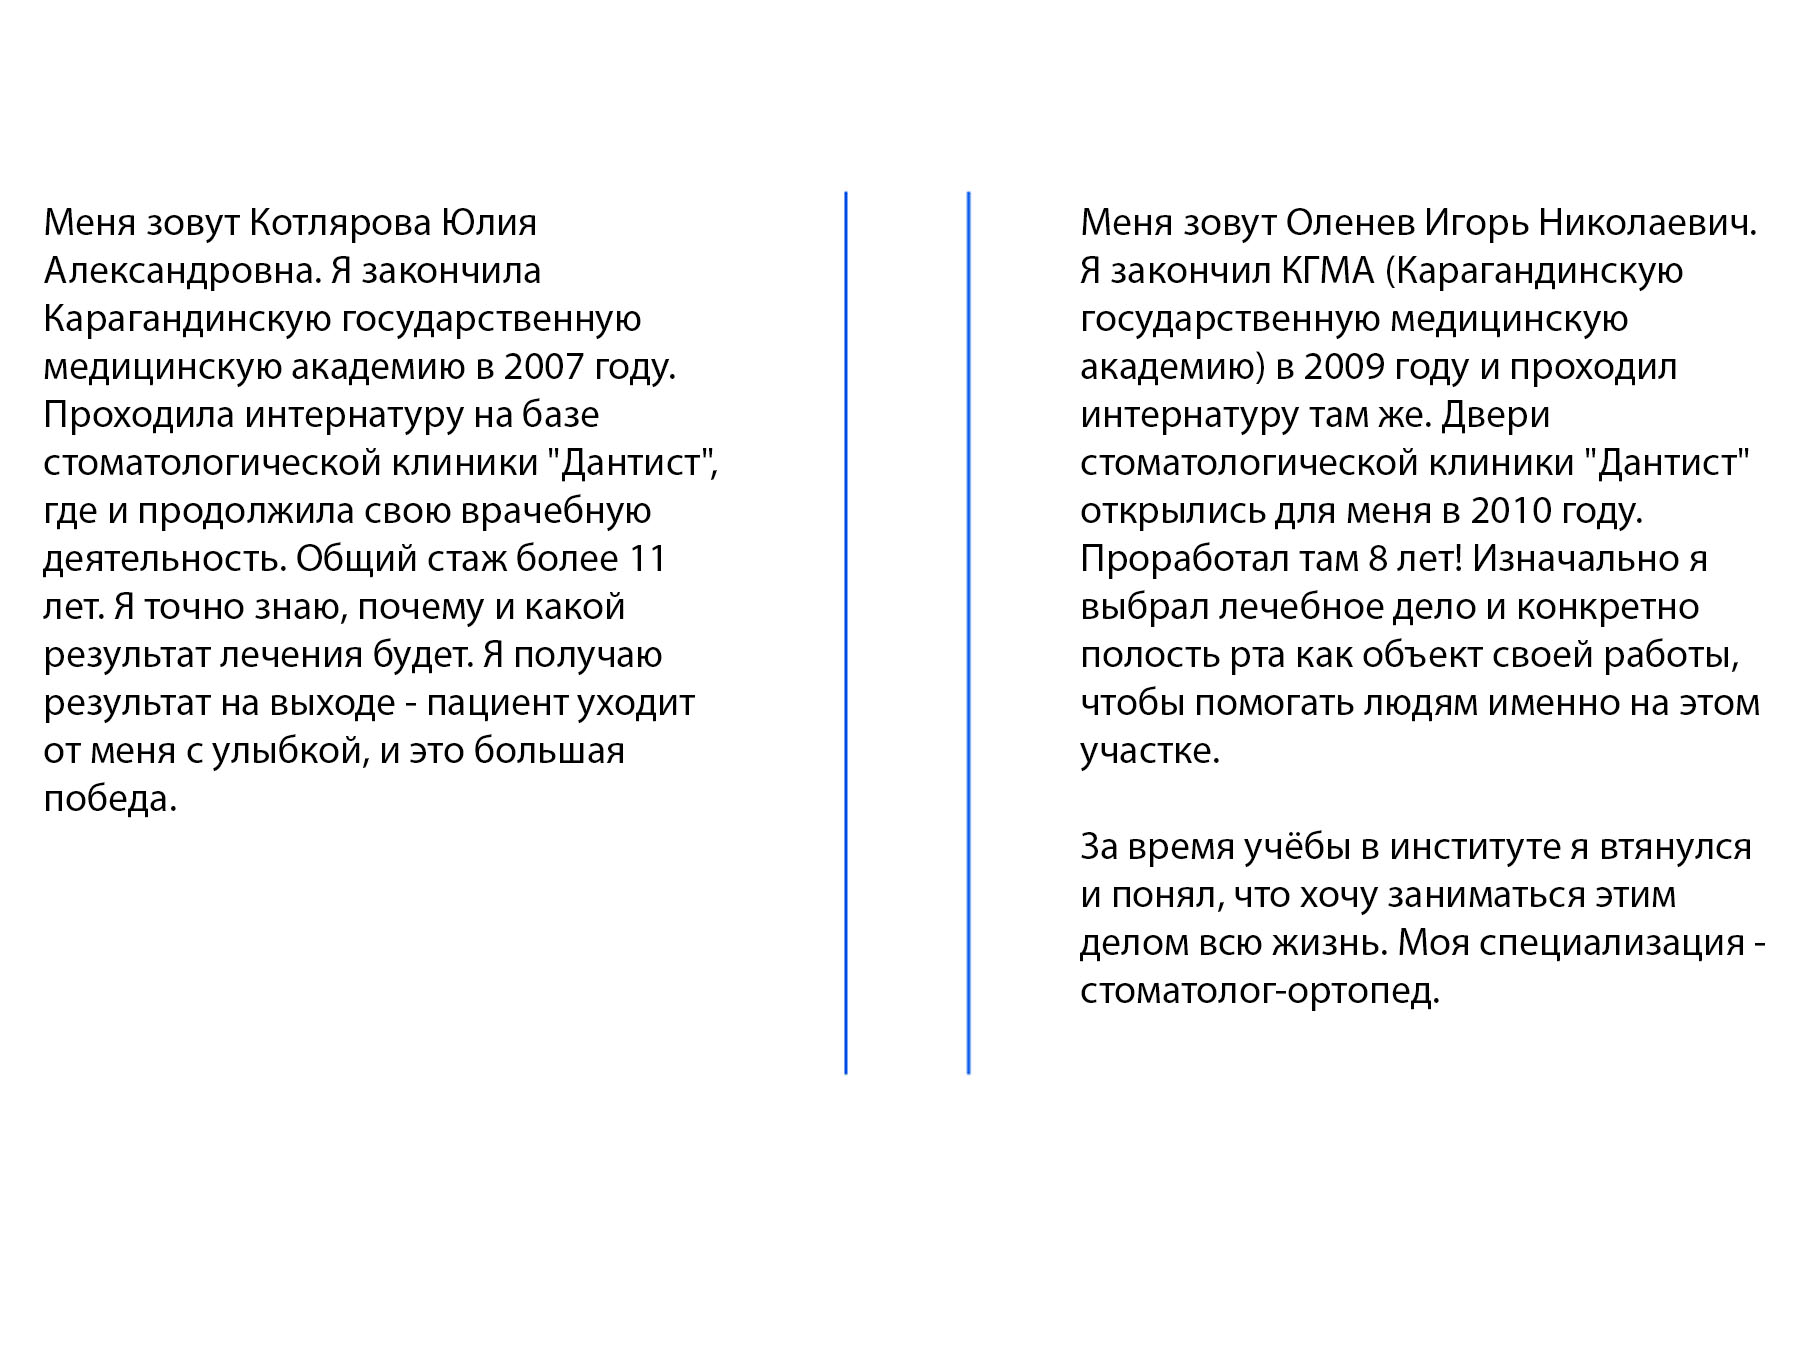 Меня зовут Котлярова Юлия
Александровна. Я закончила
Карагандинскую государственную
медицинскую академию в 2007 году.
Проходила интернатуру на базе
стоматологической клиники "Дантист",
где и продолжила свою врачебную
деятельность. Общий стаж более 11
лет. Я точно знаю, почему и какой
результат лечения будет. Я получаю
результат на выходе - пациент уходит
от меня с улыбкой, и это большая
победа.
Меня зовут Оленев Игорь Николаевич.
Я закончил КГМА (Карагандинскую
государственную медицинскую
академию) в 2009 году и проходил
интернатуру там же. Двери
стоматологической клиники "Дантист"
открылись для меня в 2010 году.
Проработал там 8 лет! Изначально я
выбрал лечебное дело и конкретно
полость рта как объект своей работы,
чтобы помогать людям именно на этом
участке.
За время учёбы в институте я втянулся
и понял, что хочу заниматься этим
делом всю жизнь. Моя специализация -
стоматолог-ортопед.